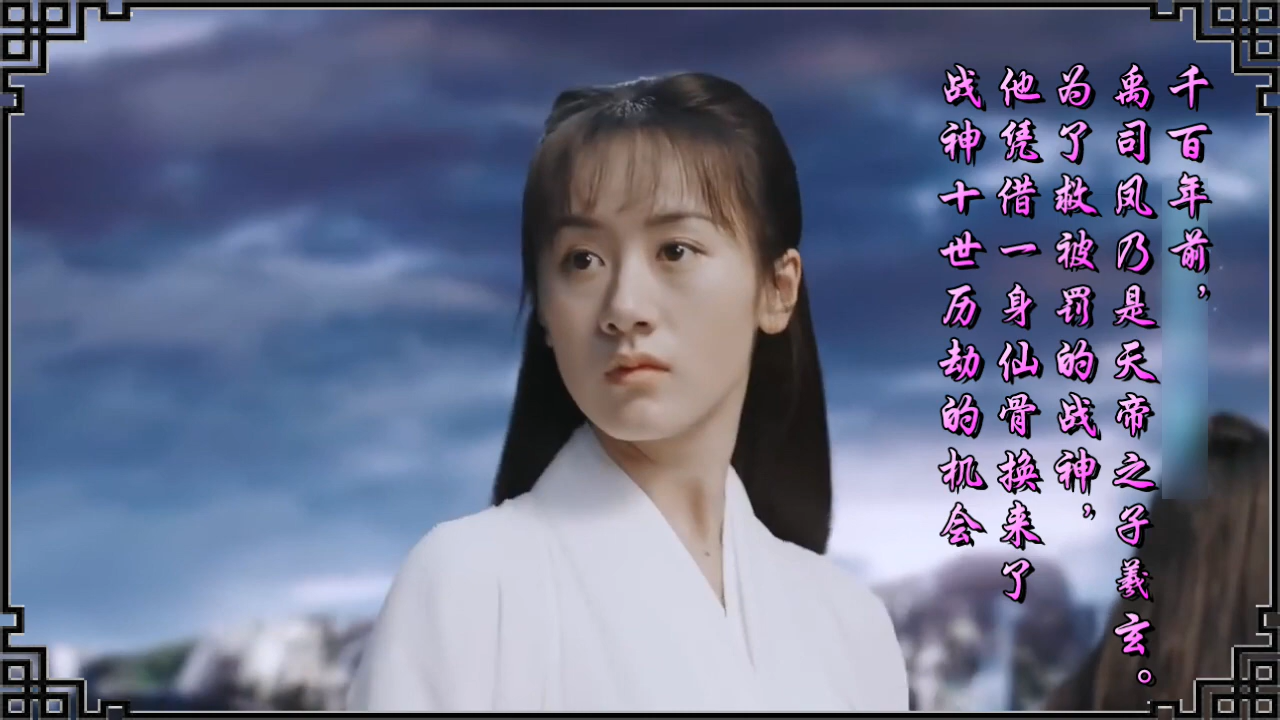 千百年前，
禹司凤乃是天帝之子羲玄。
为了救被罚的战神，
他凭借一身仙骨换来了
战神十世历劫的机会